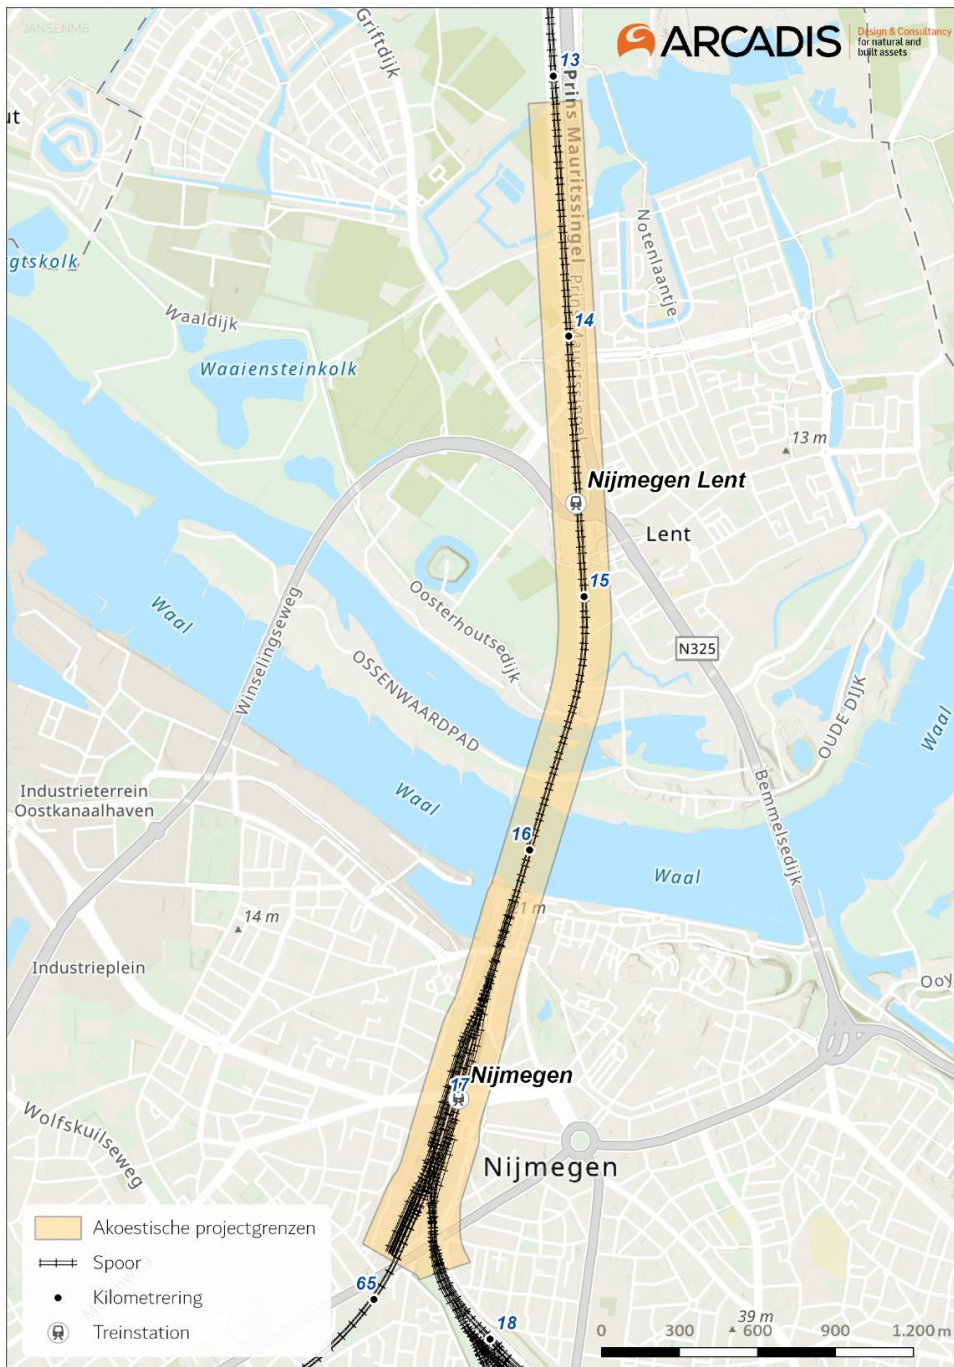 JANSENM6
ARCADIS
Design & Consultancy
for natural and
built assets
Griftdijk
13
Prins Mauritssingel
Prins Mauritssingel
Notenlaantje
ut
gtskolk
Waaldijk
14
Waaiensteinkolk
13 m
Nijmegen Lent
Lent
15
Oosterhoutsedijk
Waal
Winselingseweg
OSSENWAARDPAD
N325
OUDE DIJK
Waal
Waal
Bemmelsedijk
Industrieterrein
Oostkanaalhaven
16
Waal
14 m
Industrieplein
Ooy
17
Nijmegen
Wolfskuilseweg
Nijmegen
Akoestische projectgrenzen
Spoor
Kilometrering
Treinstation
65
18
39 m
0 300 600 900 1.200 m